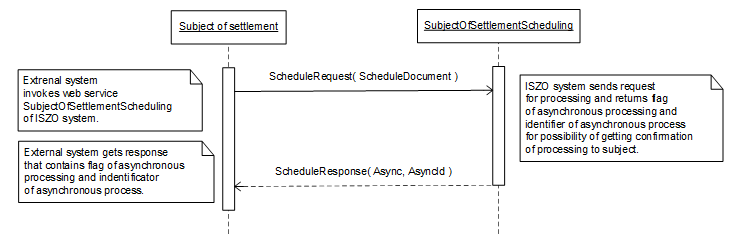 Subject of settlement
SubjectOfSettlementScheduling
Extrenal system
invokes web service
SubjectOfSettlementScheduling
of ISZO system.
ScheduleRequest( ScheduleDocument )
ISZO system sends request
for processing and returns flag
of asynchronous processing and
identifier of asynchronous process
for possibility of getting confirmation
of processing to subject.
External system gets response
that contains flag of asynchronous
processing and indentificator
of asynchronous process.
ScheduleResponse( Async, AsyncId )